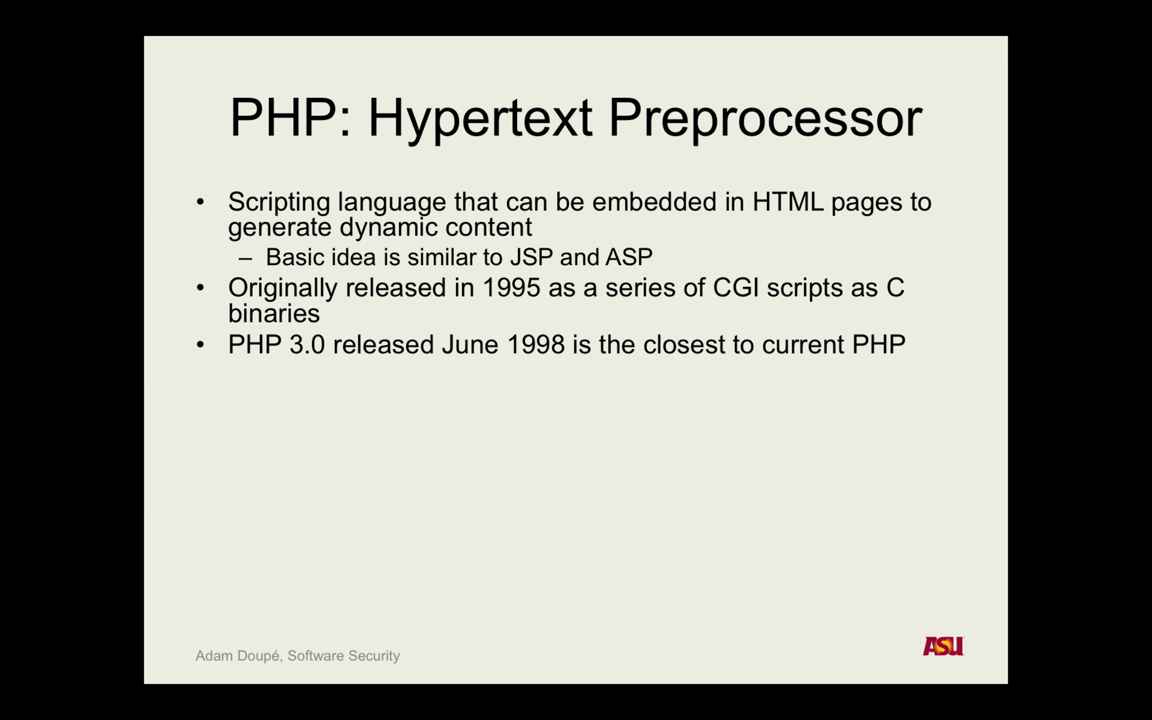 PHP: Hypertext Preprocessor
• Scripting language that can be embedded in HTML pages to
generate dynamic content
– Basic idea is similar to JSP and ASP
• Originally released in 1995 as a series of CGI scripts as C
binaries
• PHP 3.0 released June 1998 is the closest to current PHP
Adam Doupé, Software Security
ASU